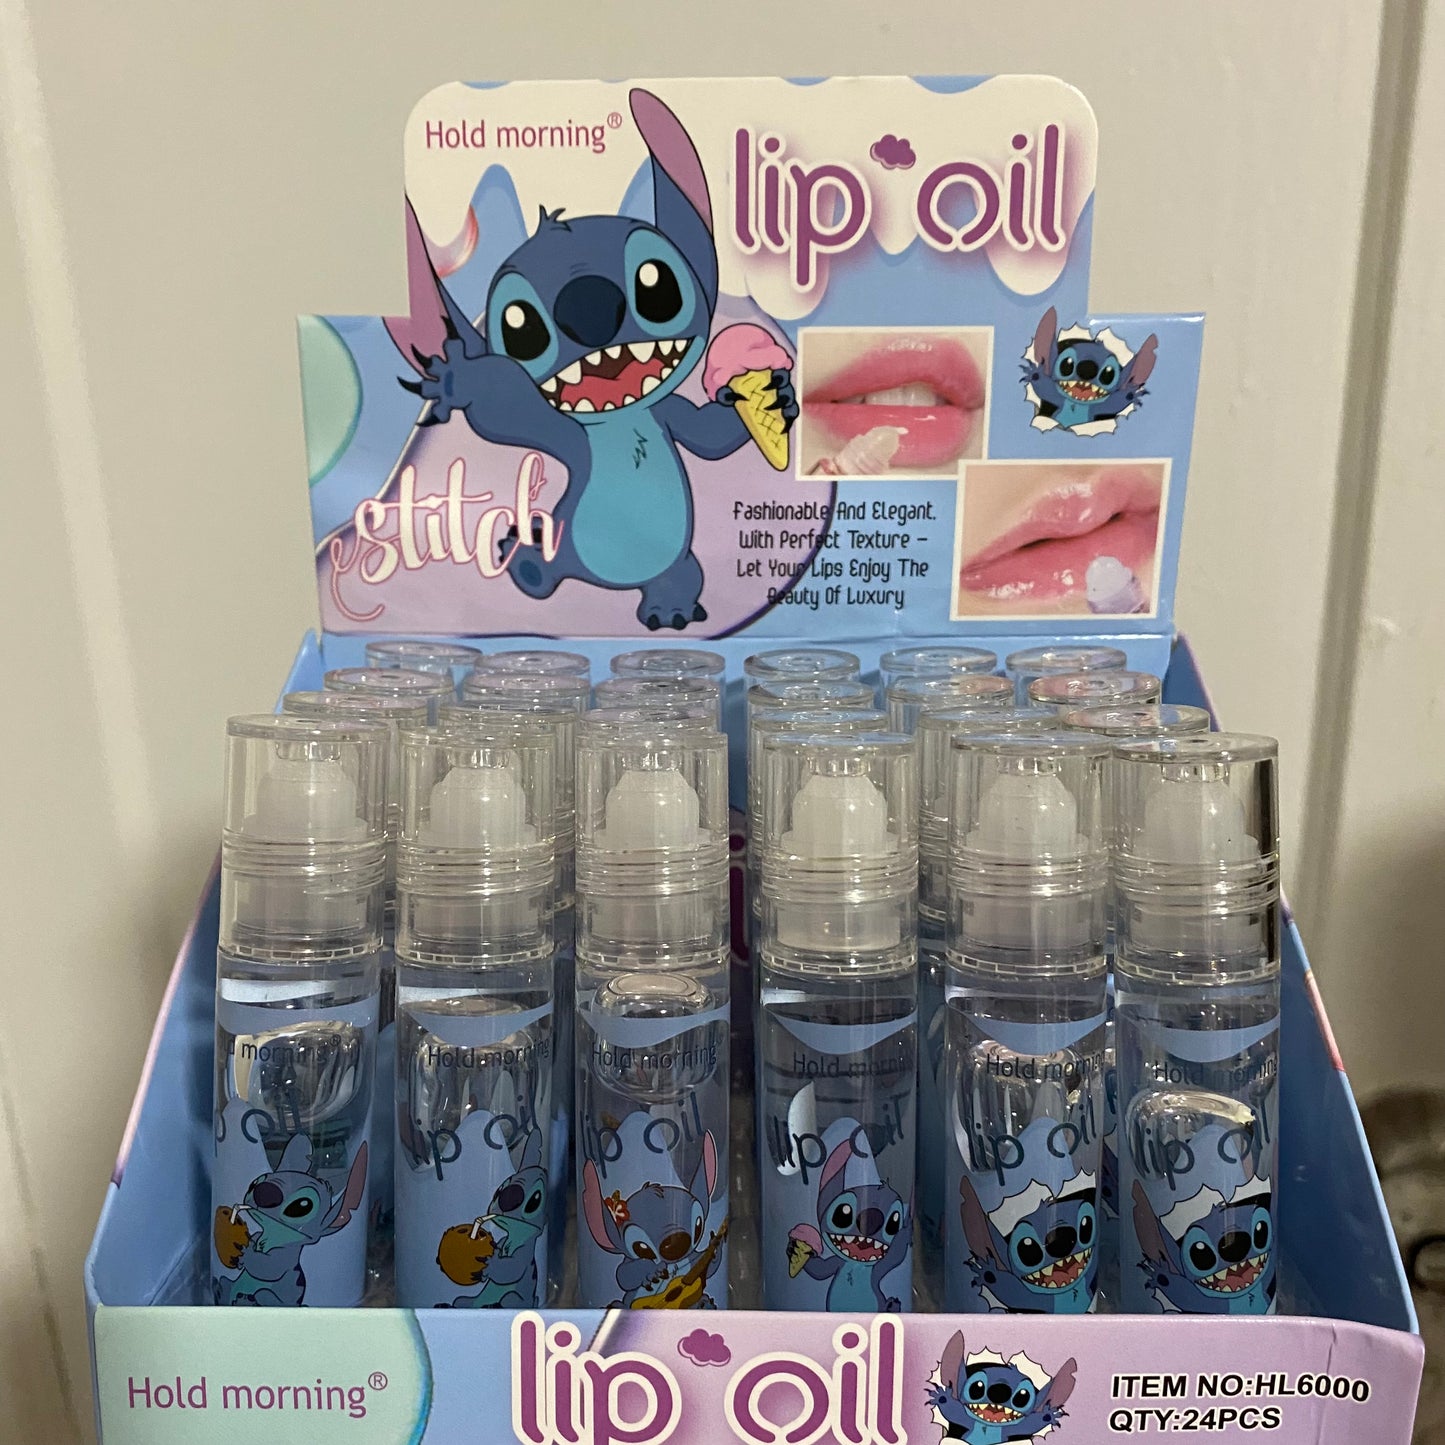 Hold morning®
lip oil
stitch
Fashionable And Elegant,
With Perfect Texture –
Let Your Lips Enjoy The
Beauty Of Luxury
d morning®
p oil
Hold morning
lip oil
Hold morning
lip oil
Hold morning
lip oil
Hold morning
lip oil
Hold morning
lip oil
Hold morning®
lip oil
ITEM NO:HL6000
QTY:24PCS